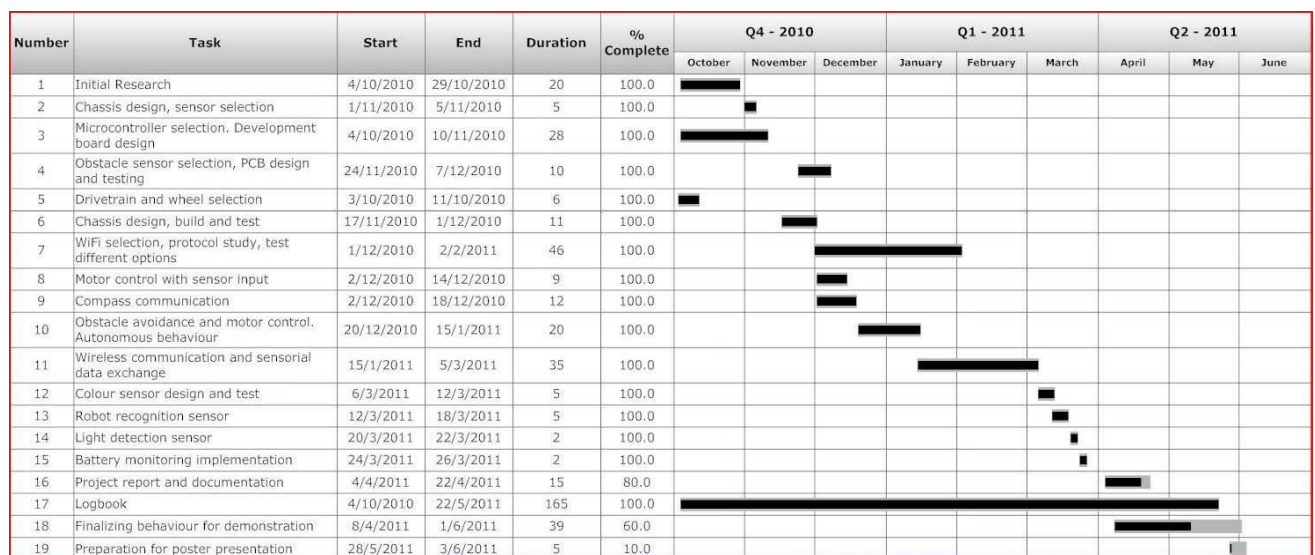 Number Task Start End Duration % Complete Q4 - 2010 Q1 - 2011 Q2 - 2011
October November December January February March April May June
1 Initial Research 4/10/2010 29/10/2010 20 100.0
2 Chassis design, sensor selection 1/11/2010 5/11/2010 5 100.0
3 Microcontroller selection. Development
board design 4/10/2010 10/11/2010 28 100.0
4 Obstacle sensor selection, PCB design
and testing 24/11/2010 7/12/2010 10 100.0
5 Drivetrain and wheel selection 3/10/2010 11/10/2010 6 100.0
6 Chassis design, build and test 17/11/2010 1/12/2010 11 100.0
7 WiFi selection, protocol study, test
different options 1/12/2010 2/2/2011 46 100.0
8 Motor control with sensor input 2/12/2010 14/12/2010 9 100.0
9 Compass communication 2/12/2010 18/12/2010 12 100.0
10 Obstacle avoidance and motor control.
Autonomous behaviour 20/12/2010 15/1/2011 20 100.0
11 Wireless communication and sensorial
data exchange 15/1/2011 5/3/2011 35 100.0
12 Colour sensor design and test 6/3/2011 12/3/2011 5 100.0
13 Robot recognition sensor 12/3/2011 18/3/2011 5 100.0
14 Light detection sensor 20/3/2011 22/3/2011 2 100.0
15 Battery monitoring implementation 24/3/2011 26/3/2011 2 100.0
16 Project report and documentation 4/4/2011 22/4/2011 15 80.0
17 Logbook 4/10/2010 22/5/2011 165 100.0
18 Finalizing behaviour for demonstration 8/4/2011 1/6/2011 39 60.0
19 Preparation for poster presentation 28/5/2011 3/6/2011 5 10.0